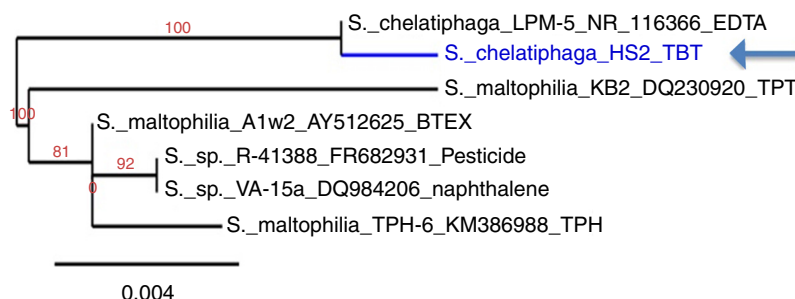 100
S._chelatiphaga_LPM-5_NR_116366_EDTA
S._chelatiphaga_HS2_TBT
S._maltophilia_KB2_DQ230920_TPT
100
S._maltophilia_A1w2_AY512625_BTEX
81
92
S._sp._R-41388_FR682931_Pesticide
0
S._sp._VA-15a_DQ984206_naphthalene
S._maltophilia_TPH-6_KM386988_TPH
0.004